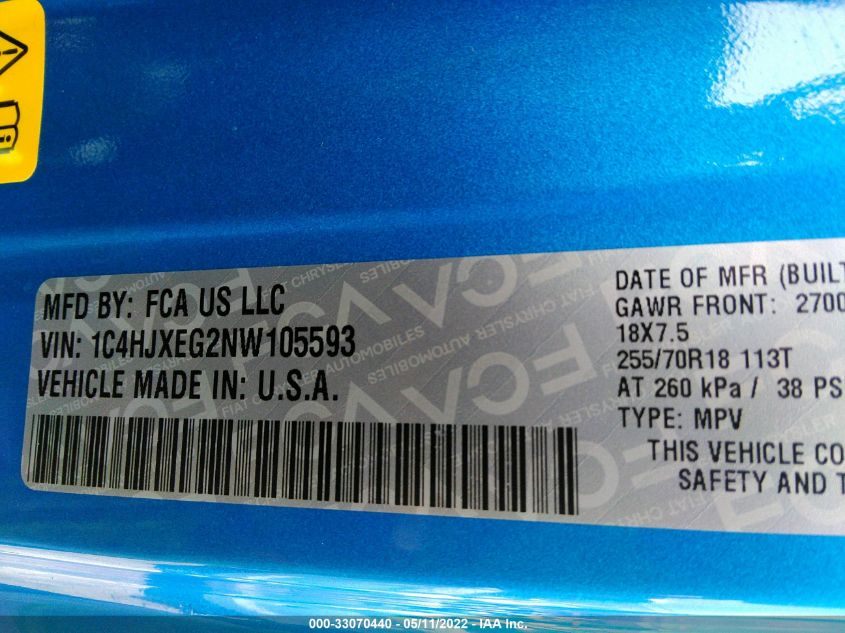 MFD BY: FCA US LLC
VIN: 1C4HJXEG2NW105593
VEHICLE MADE IN: U.S.A.
DATE OF MFR (BUILT
GAWR FRONT: 2700
18X7.5
255/70R18 113T
AT 260 kPa / 38 PS
TYPE: MPV
THIS VEHICLE CO
SAFETY AND T
000-33070440 - 05/11/2022 - IAA Inc.